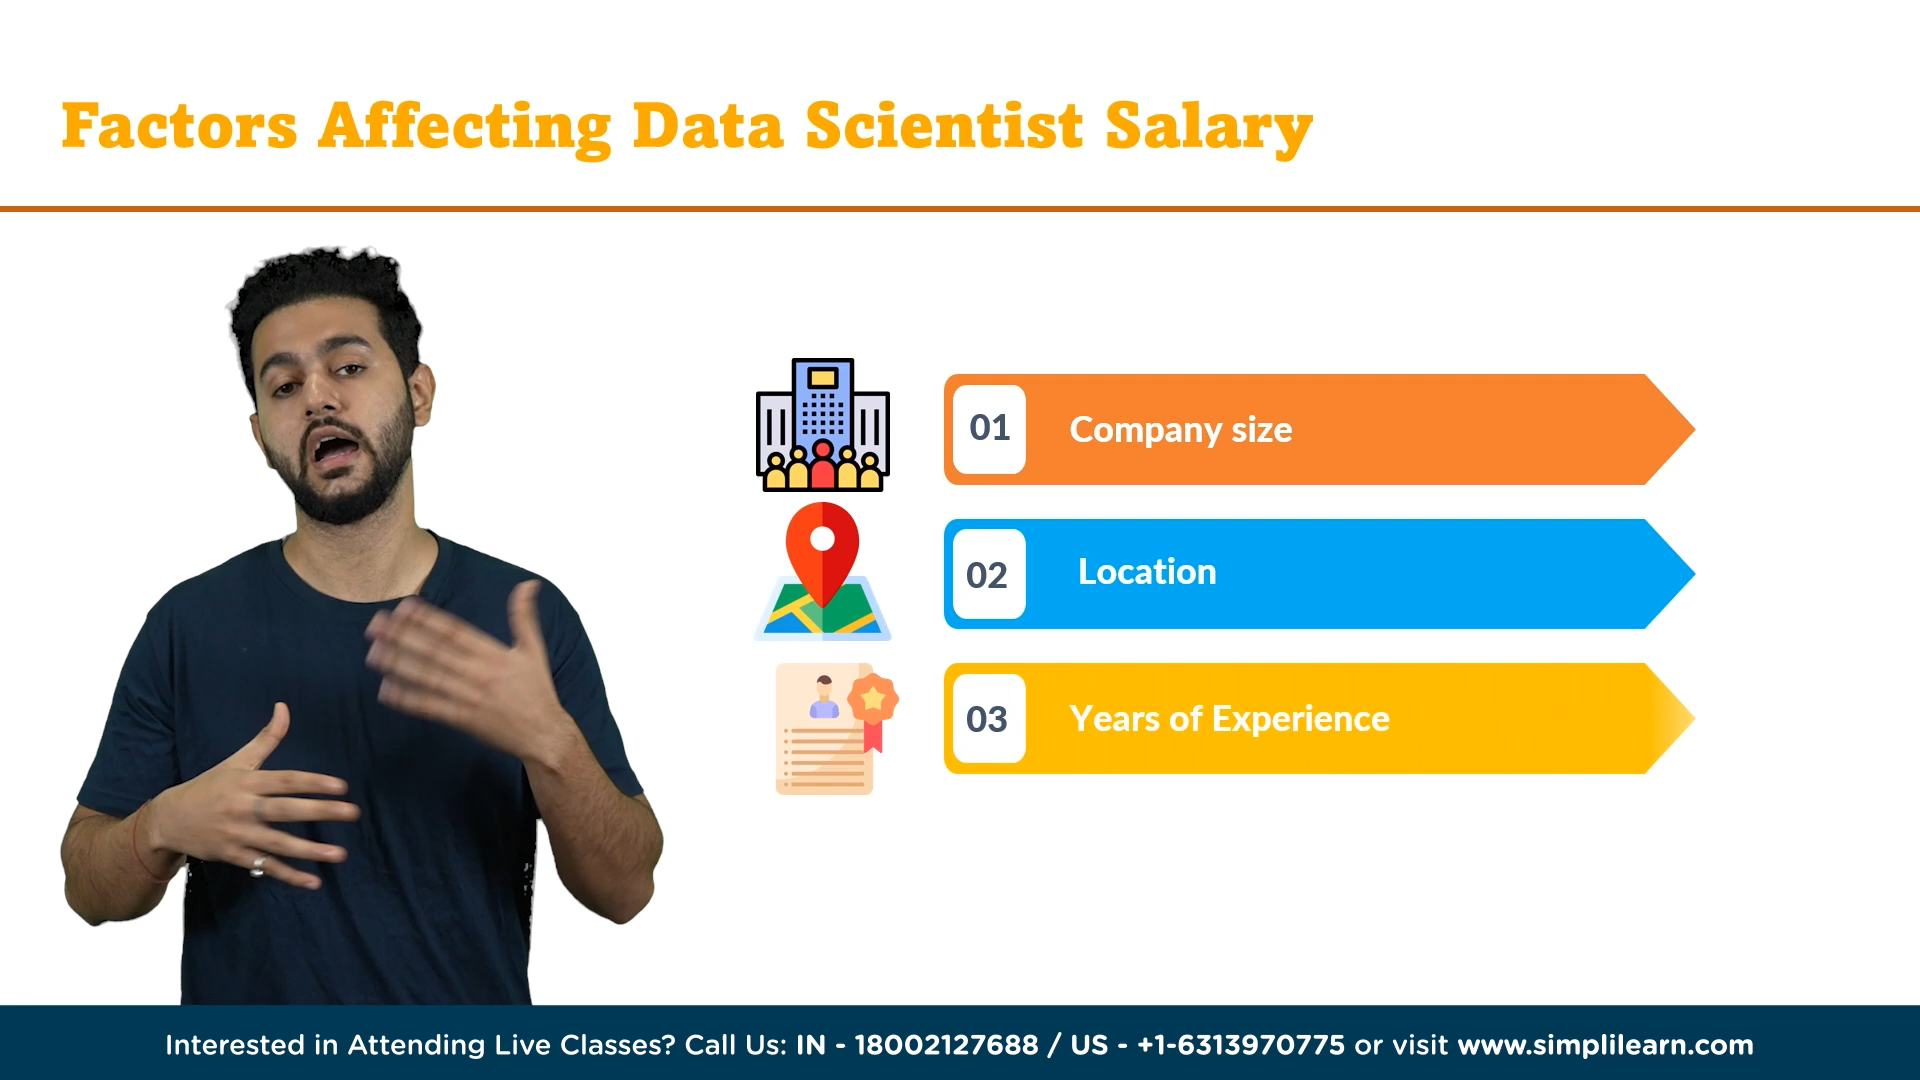 Factors Affecting Data Scientist Salary
01 Company size
02 Location
03 Years of Experience
Interested in Attending Live Classes? Call Us: IN - 18002127688 / US - +1-6313970775 or visit www.simplilearn.com